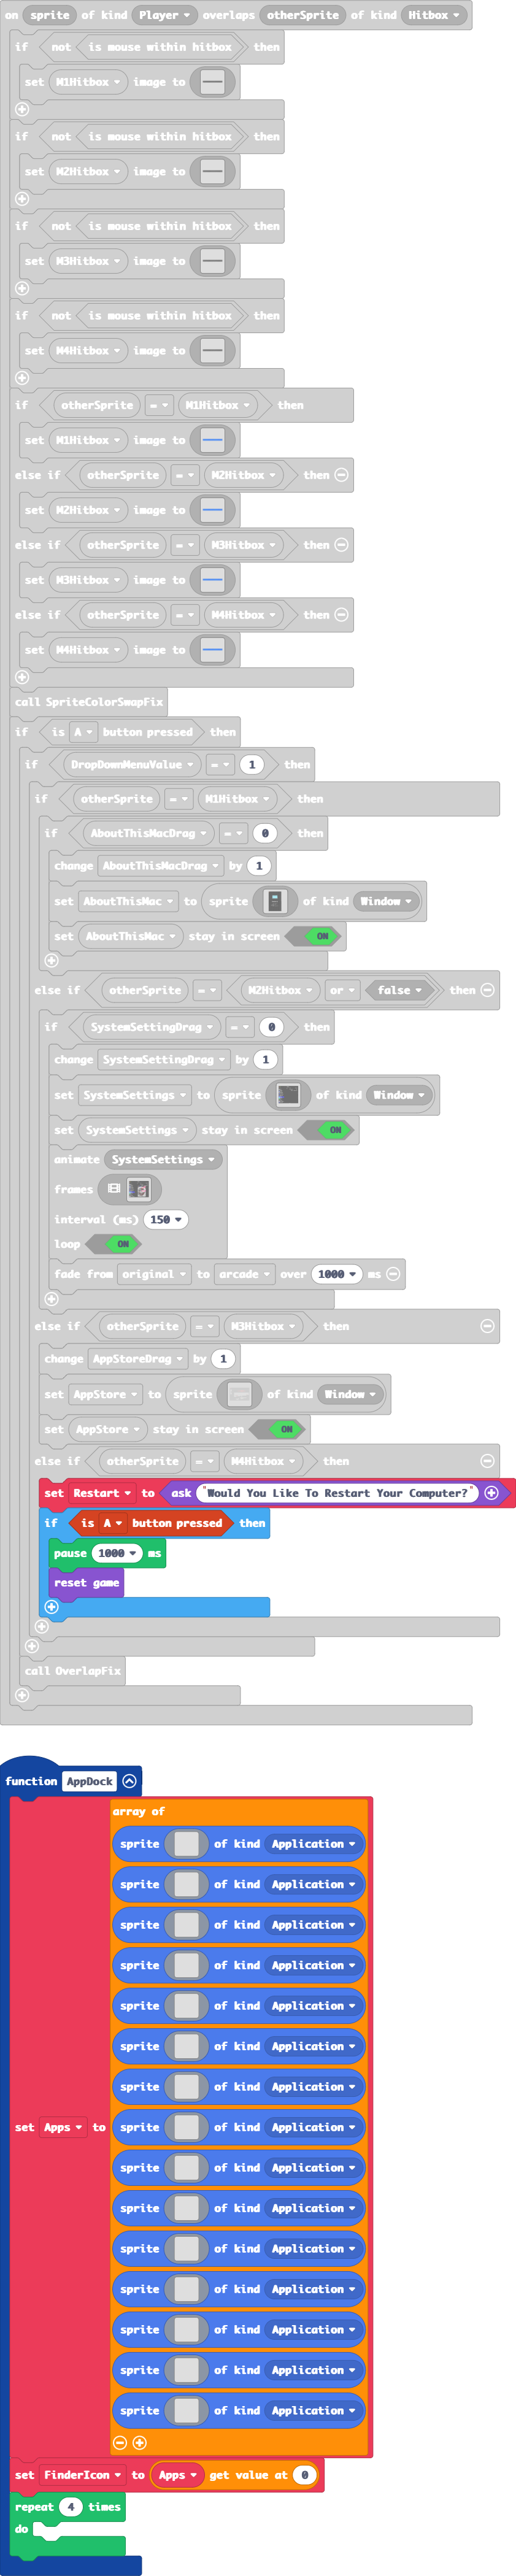 on sprite of kind Player overlaps otherSprite of kind Hitbox
if not is mouse within hitbox then
set M1Hitbox image to
if not is mouse within hitbox then
set M2Hitbox image to
if not is mouse within hitbox then
set M3Hitbox image to
if not is mouse within hitbox then
set M4Hitbox image to
if otherSprite = M1Hitbox then
set M1Hitbox image to
else if otherSprite = M2Hitbox then
set M2Hitbox image to
else if otherSprite = M3Hitbox then
set M3Hitbox image to
else if otherSprite = M4Hitbox then
set M4Hitbox image to
call SpriteColorSwapFix
if is A button pressed then
if DropDownMenuValue = 1 then
if otherSprite = M1Hitbox then
if AboutThisMacDrag = 0 then
change AboutThisMacDrag by 1
set AboutThisMac to sprite of kind Window
set AboutThisMac stay in screen ON
else if otherSprite = M2Hitbox or false then
if SystemSettingDrag = 0 then
change SystemSettingDrag by 1
set SystemSettings to sprite of kind Window
set SystemSettings stay in screen ON
animate SystemSettings
frames
interval (ms) 150
loop ON
fade from original to arcade over 1000 ms
else if otherSprite = M3Hitbox then
change AppStoreDrag by 1
set AppStore to sprite of kind Window
set AppStore stay in screen ON
else if otherSprite = M4Hitbox then
set Restart to ask "Would You Like To Restart Your Computer?"
if is A button pressed then
pause 1000 ms
reset game
call OverlapFix
function AppDock
array of
sprite of kind Application
sprite of kind Application
sprite of kind Application
sprite of kind Application
sprite of kind Application
sprite of kind Application
sprite of kind Application
set Apps to sprite of kind Application
sprite of kind Application
sprite of kind Application
sprite of kind Application
sprite of kind Application
sprite of kind Application
sprite of kind Application
sprite of kind Application
set FinderIcon to Apps get value at 0
repeat 4 times
do